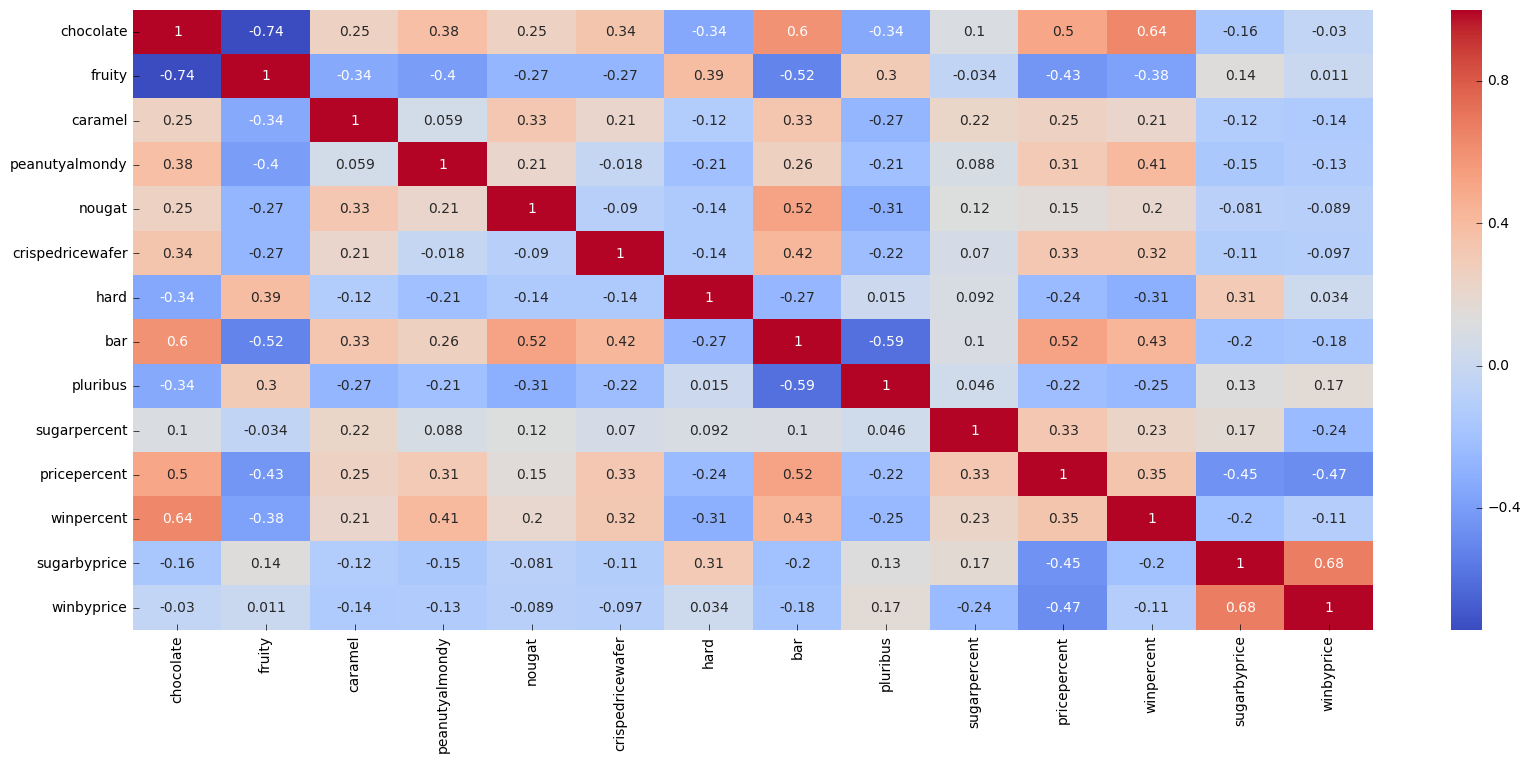 chocolate 1 -0.74 0.25 0.38 0.25 0.34 -0.34 0.6 -0.34 0.1 0.5 0.64 -0.16 -0.03
fruity -0.74 1 -0.34 -0.4 -0.27 -0.27 0.39 -0.52 0.3 -0.034 -0.43 -0.38 0.14 0.011 0.8
caramel 0.25 -0.34 1 0.059 0.33 0.21 -0.12 0.33 -0.27 0.22 0.25 0.21 -0.12 -0.14
peanutyalmondy 0.38 -0.4 0.059 1 0.21 -0.018 -0.21 0.26 -0.21 0.088 0.31 0.41 -0.15 -0.13
nougat 0.25 -0.27 0.33 0.21 1 -0.09 -0.14 0.52 -0.31 0.12 0.15 0.2 -0.081 -0.089 0.4
crispedricewafer 0.34 -0.27 0.21 -0.018 -0.09 1 -0.14 0.42 -0.22 0.07 0.33 0.32 -0.11 -0.097
hard -0.34 0.39 -0.12 -0.21 -0.14 -0.14 1 -0.27 0.015 0.092 -0.24 -0.31 0.31 0.034
bar 0.6 -0.52 0.33 0.26 0.52 0.42 -0.27 1 -0.59 0.1 0.52 0.43 -0.2 -0.18 0.0
pluribus -0.34 0.3 -0.27 -0.21 -0.31 -0.22 0.015 -0.59 1 0.046 -0.22 -0.25 0.13 0.17
sugarpercent 0.1 -0.034 0.22 0.088 0.12 0.07 0.092 0.1 0.046 1 0.33 0.23 0.17 -0.24
pricepercent 0.5 -0.43 0.25 0.31 0.15 0.33 -0.24 0.52 -0.22 0.33 1 0.35 -0.45 -0.47
winpercent 0.64 -0.38 0.21 0.41 0.2 0.32 -0.31 0.43 -0.25 0.23 0.35 1 -0.2 -0.11 −0.4
sugarbyprice -0.16 0.14 -0.12 -0.15 -0.081 -0.11 0.31 -0.2 0.13 0.17 -0.45 -0.2 1 0.68
winbyprice -0.03 0.011 -0.14 -0.13 -0.089 -0.097 0.034 -0.18 0.17 -0.24 -0.47 -0.11 0.68 1
chocolate fruity caramel peanutyalmondy nougat crispedricewafer hard bar pluribus sugarpercent pricepercent winpercent sugarbyprice winbyprice